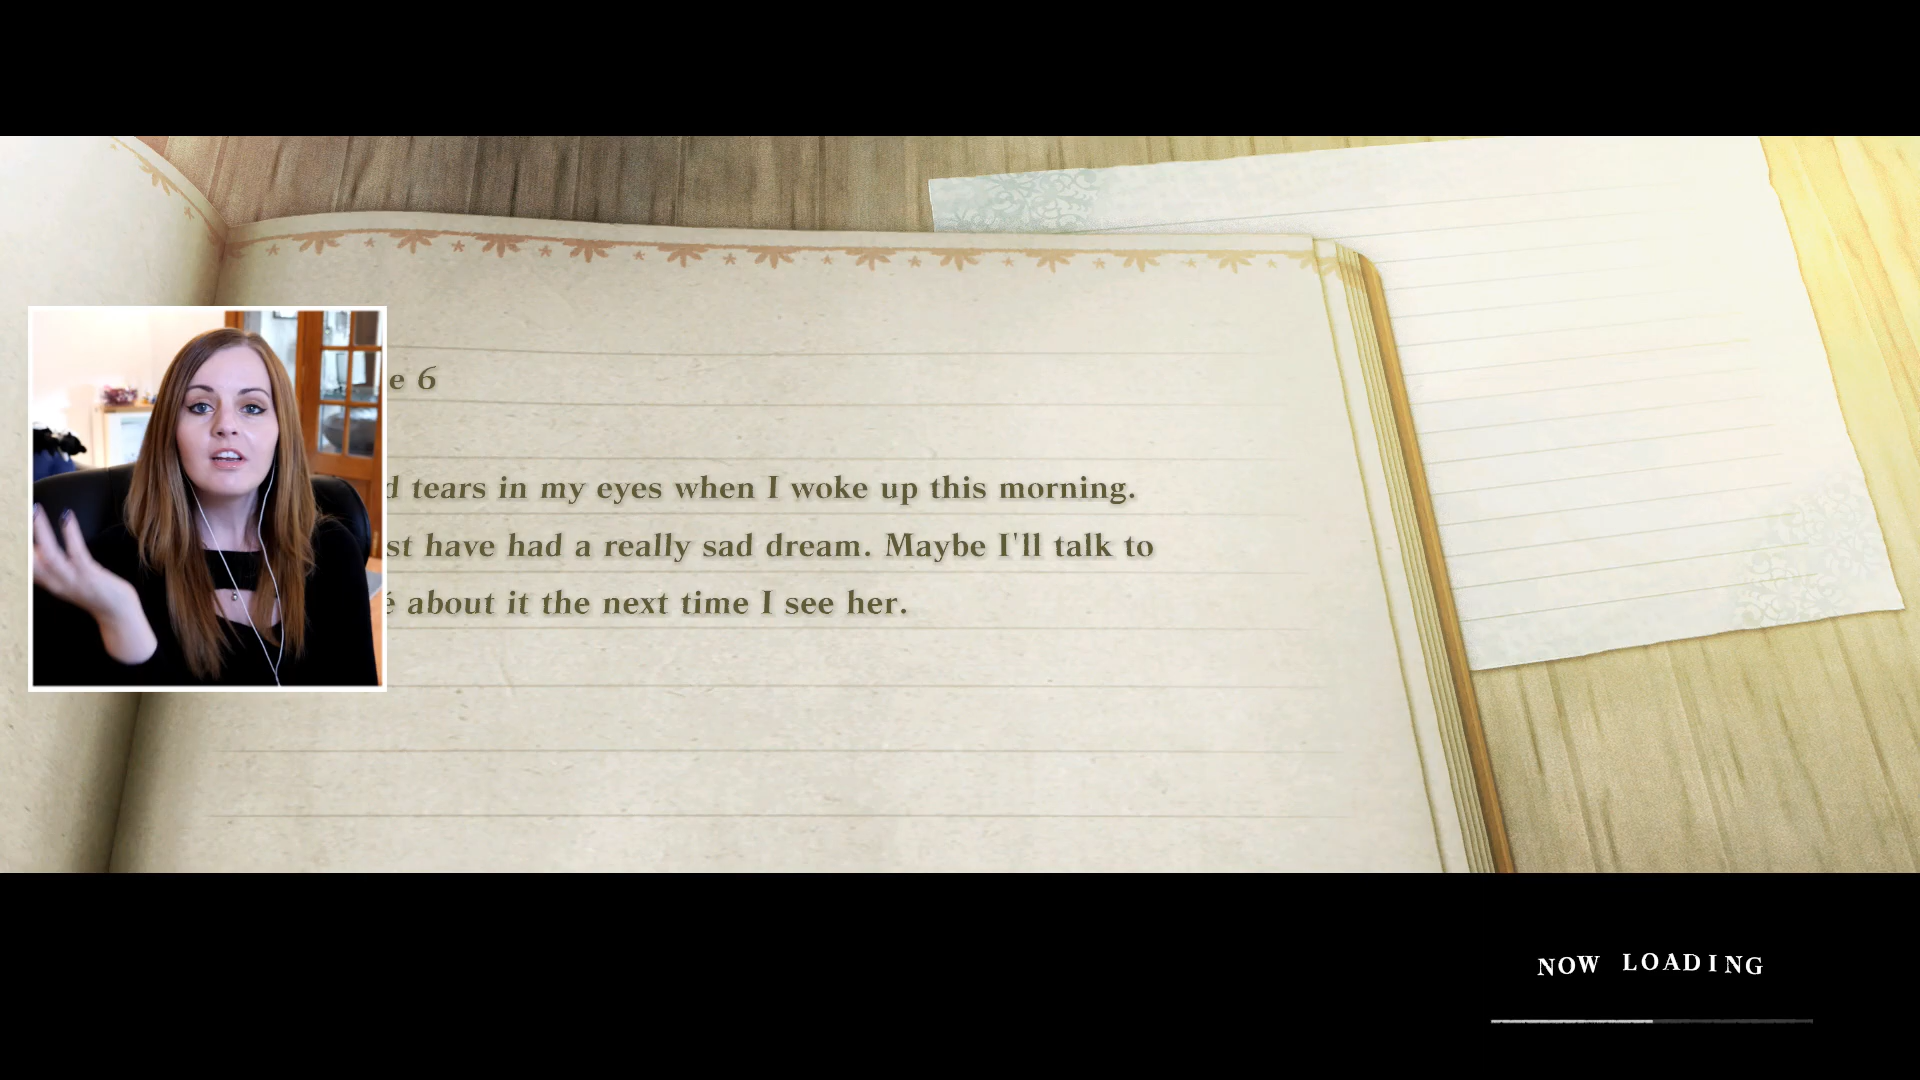 e 6
tears in my eyes when I woke up this morning.
have had a really sad dream. Maybe I'll talk to
about it the next time I see her.
NOW LOADING